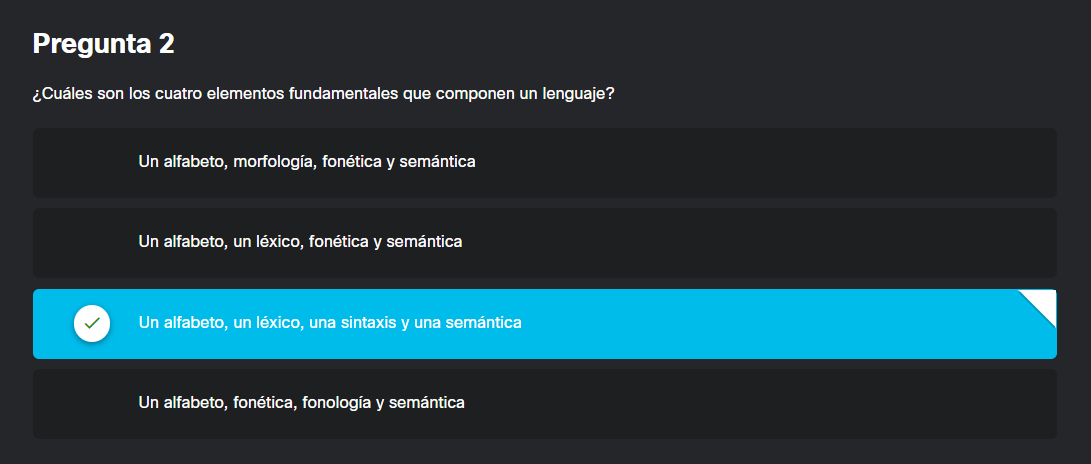 Pregunta 2
¿Cuáles son los cuatro elementos fundamentales que componen un lenguaje?
Un alfabeto, morfología, fonética y semántica
Un alfabeto, un léxico, fonética y semántica
Un alfabeto, un léxico, una sintaxis y una semántica
Un alfabeto, fonética, fonología y semántica